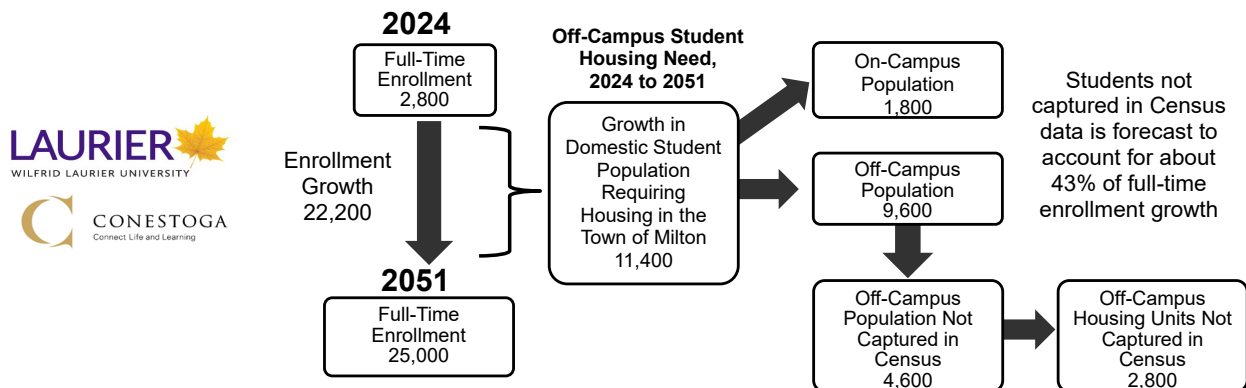 LAURIER
WILFRID LAURIER UNIVERSITY
CONESTOGA
Connect Life and Learning
2024
Full-Time
Enrollment
2,800
Enrollment
Growth
22,200
2051
Full-Time
Enrollment
25,000
Off-Campus Student
Housing Need,
2024 to 2051
Growth in
Domestic Student
Population
Requiring
Housing in the
Town of Milton
11,400
On-Campus
Population
1,800
Off-Campus
Population
9,600
Off-Campus
Population Not
Captured in
Census
4,600
Off-Campus
Housing Units Not
Captured in
Census
2,800
Students not
captured in Census
data is forecast to
account for about
43% of full-time
enrollment growth